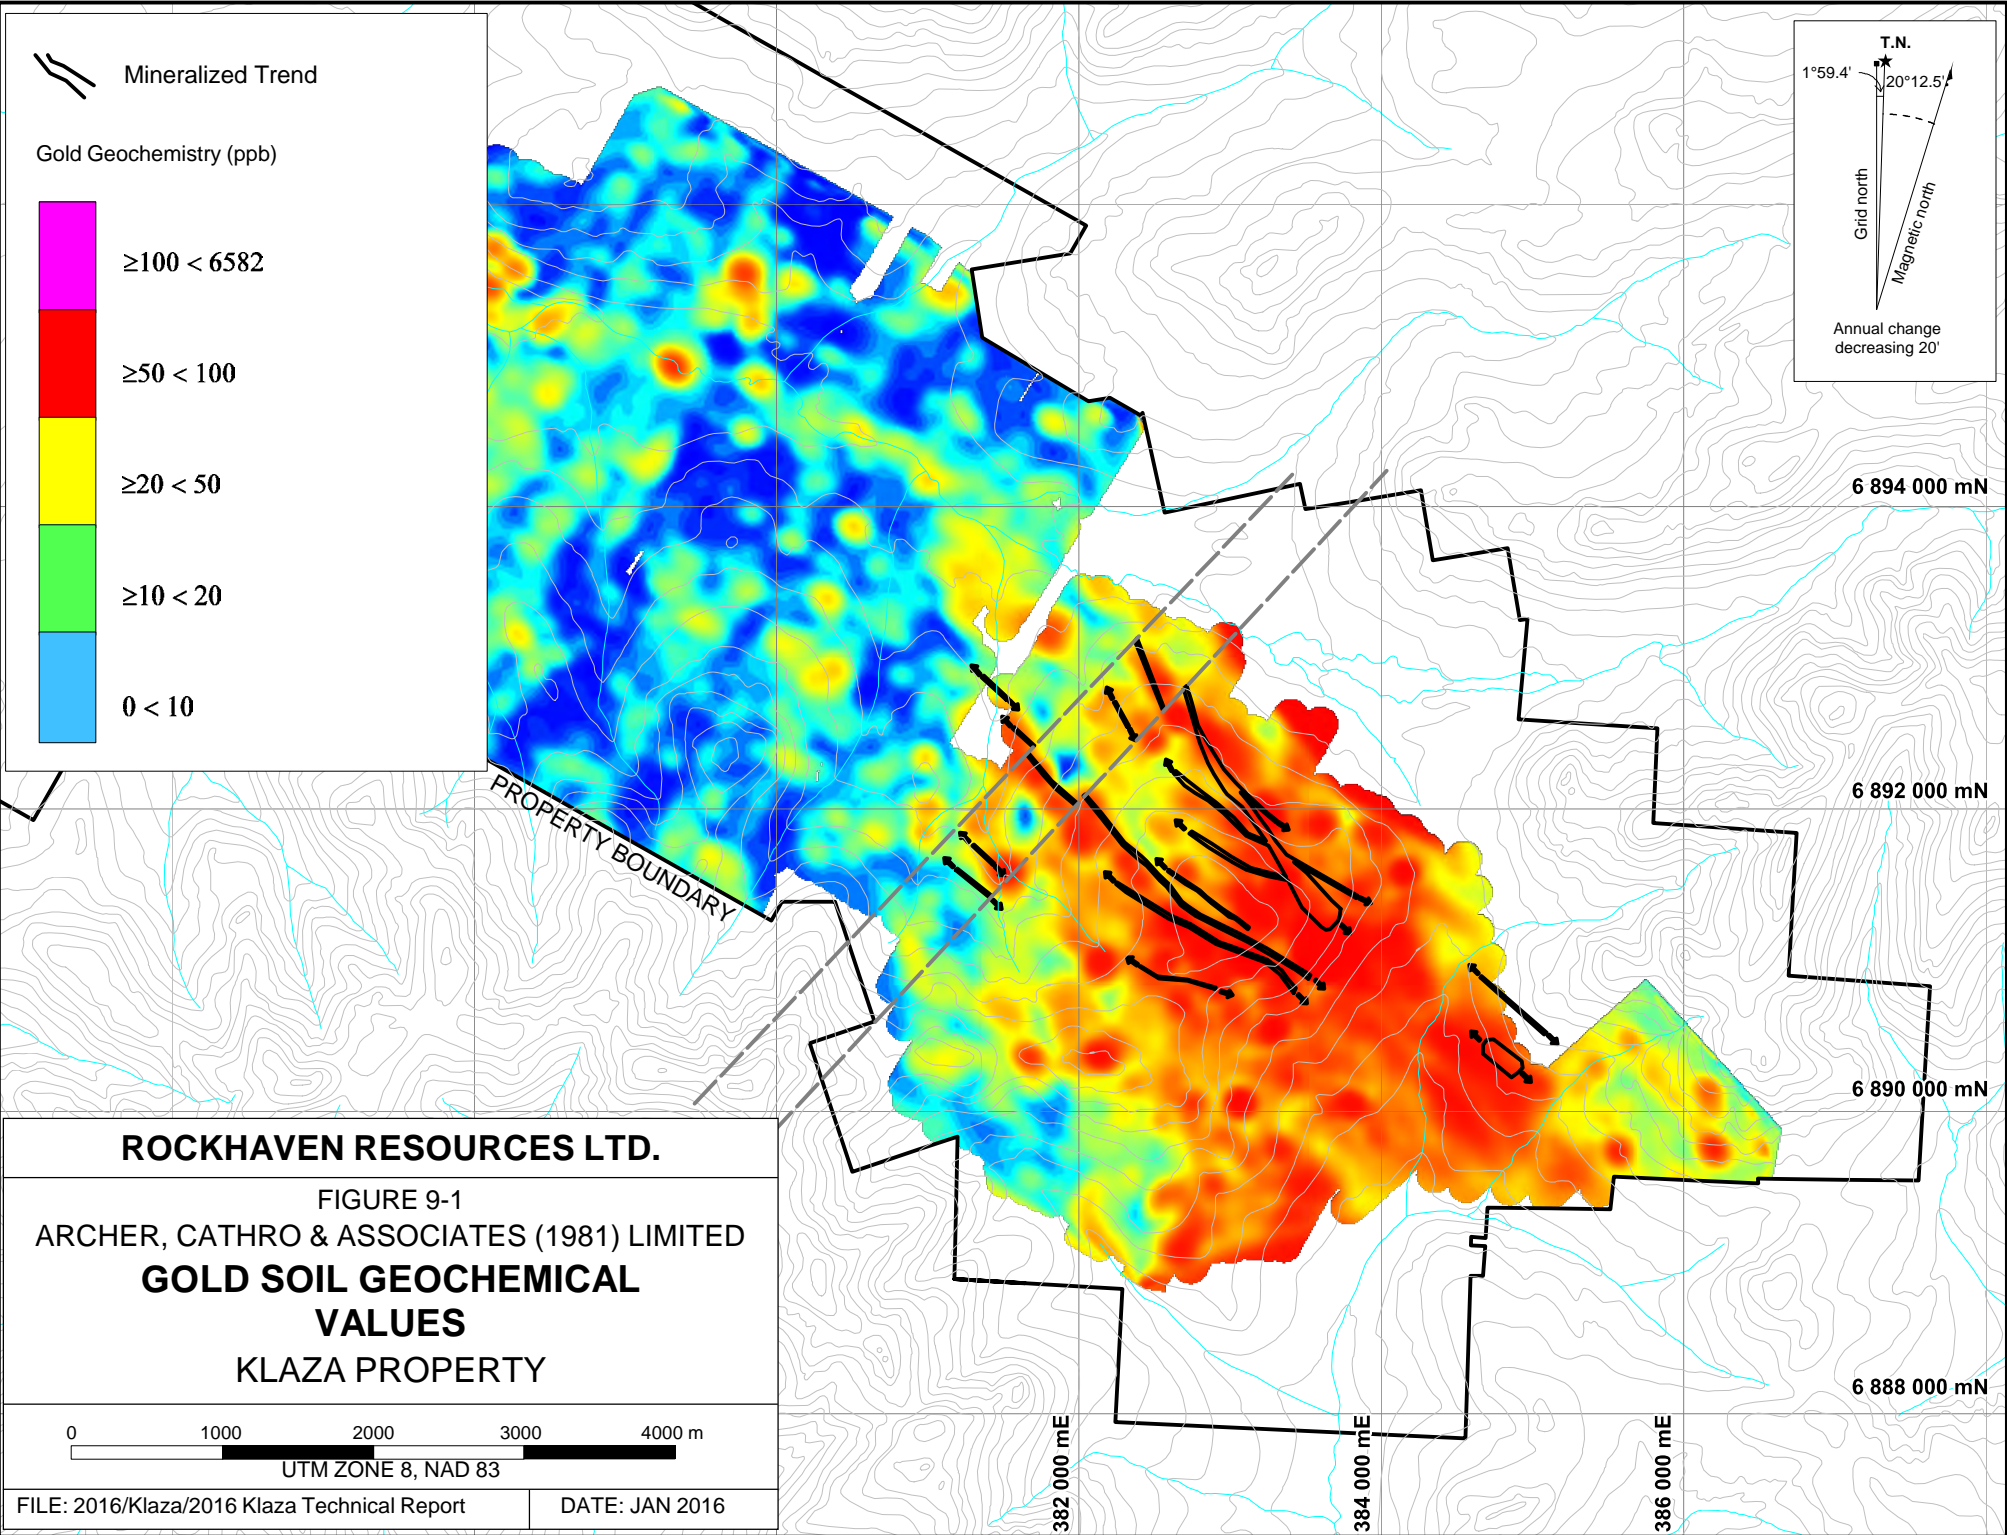 Mineralized Trend
Gold Geochemistry (ppb)
≥100 < 6582
≥50 < 100
≥20 < 50
≥10 < 20
0 < 10
T.N.
1°59.4'
20°12.5'
Grid north
Magnetic north
Annual change
decreasing 20'
6 894 000 mN
6 892 000 mN
6 890 000 mN
6 888 000 mN
382 000 mE
384 000 mE
386 000 mE
PROPERTY BOUNDARY
ROCKHAVEN RESOURCES LTD.
FIGURE 9-1
ARCHER, CATHRO & ASSOCIATES (1981) LIMITED
GOLD SOIL GEOCHEMICAL
VALUES
KLAZA PROPERTY
0 1000 2000 3000 4000 m
UTM ZONE 8, NAD 83
FILE: 2016/Klaza/2016 Klaza Technical Report
DATE: JAN 2016